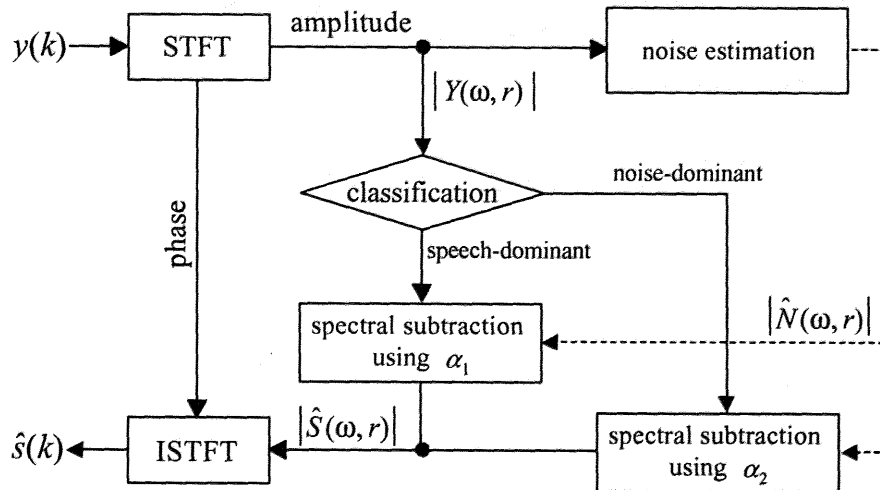 y(k)
STFT
amplitude
noise estimation
|Y(ω, r)|
classification
noise-dominant
phase
speech-dominant
spectral subtraction
using α₁
|N̂(ω, r)|
ŝ(k)
ISTFT
|Ŝ(ω, r)|
spectral subtraction
using α₂